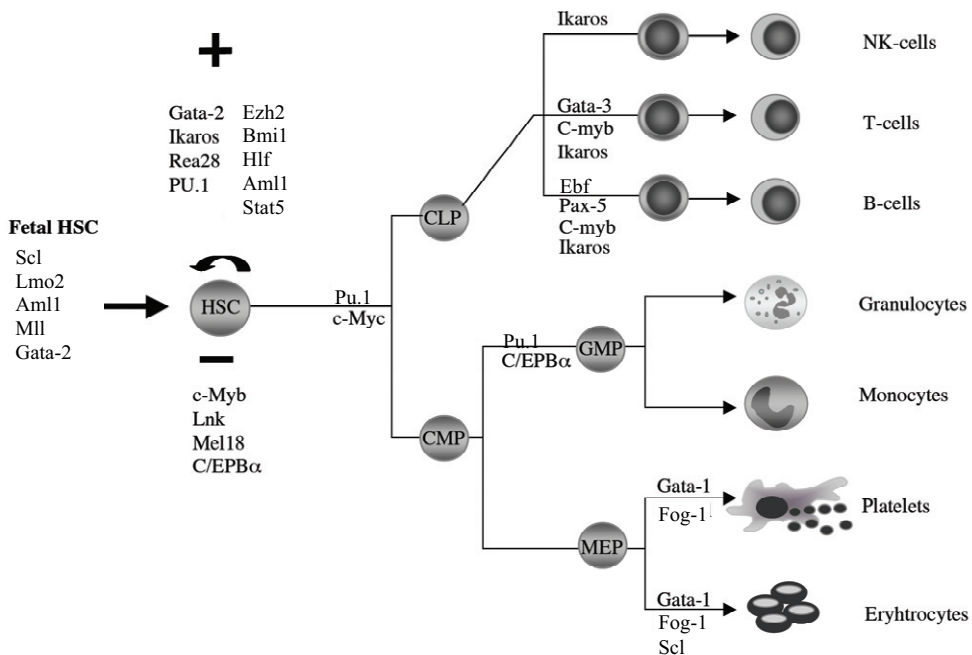 +
Gata-2
Ikaros
Rea28
PU.1
Ezh2
Bmi1
Hlf
Aml1
Stat5
Fetal HSC
Scl
Lmo2
Aml1
Mll
Gata-2
HSC
−
c-Myb
Lnk
Mel18
C/EPBα
Pu.1
c-Myc
CLP
Ikaros
NK-cells
Gata-3
C-myb
Ikaros
T-cells
Ebf
Pax-5
C-myb
Ikaros
B-cells
CMP
Pu.1
C/EPBα
GMP
Granulocytes
Monocytes
MEP
Gata-1
Fog-1
Platelets
Gata-1
Fog-1
Scl
Eryhtrocytes